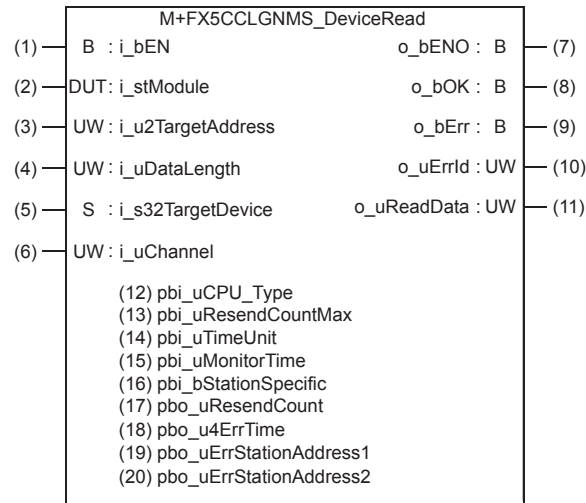 M+FX5CCLGNMS_DeviceRead
(1) B : i_bEN o_bENO : B (7)
(2) DUT : i_stModule o_bOK : B (8)
(3) UW : i_u2TargetAddress o_bErr : B (9)
(4) UW : i_uDataLength o_uErrId : UW (10)
(5) S : i_s32TargetDevice o_uReadData : UW (11)
(6) UW : i_uChannel
(12) pbi_uCPU_Type
(13) pbi_uResendCountMax
(14) pbi_uTimeUnit
(15) pbi_uMonitorTime
(16) pbi_bStationSpecific
(17) pbo_uResendCount
(18) pbo_u4ErrTime
(19) pbo_uErrStationAddress1
(20) pbo_uErrStationAddress2